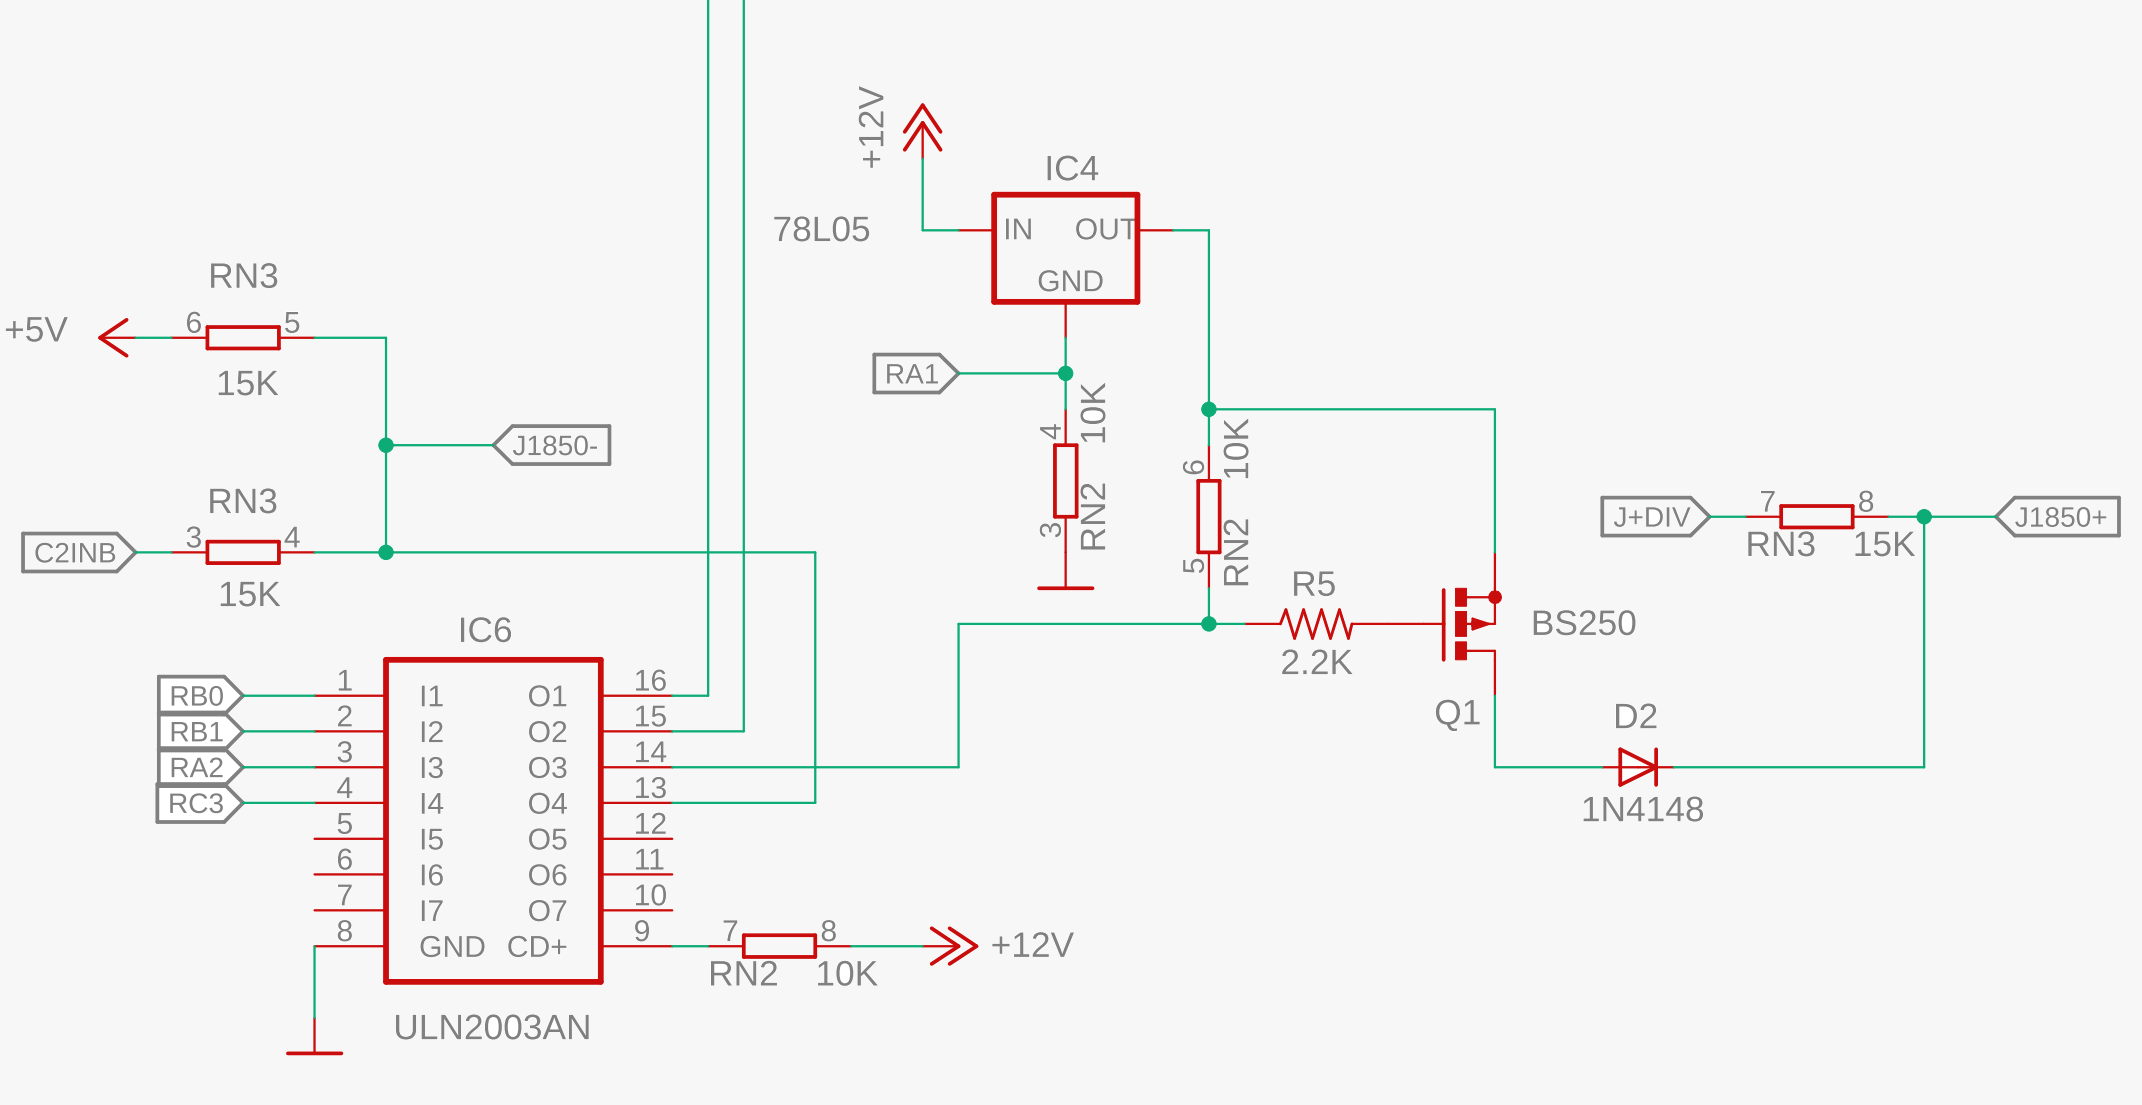 +12V
IC4
78L05
IN OUT
GND
RN3
+5V
6 5
15K
RA1
4
10K
RN2
3
6
10K
RN2
5
J1850-
RN3
C2INB
3 4
15K
J+DIV
7 8
RN3 15K
J1850+
R5
2.2K
BS250
Q1
D2
1N4148
IC6
RB0 1 I1 O1 16
RB1 2 I2 O2 15
RA2 3 I3 O3 14
RC3 4 I4 O4 13
5 I5 O5 12
6 I6 O6 11
7 I7 O7 10
8 GND CD+ 9
7 8
RN2 10K
+12V
ULN2003AN